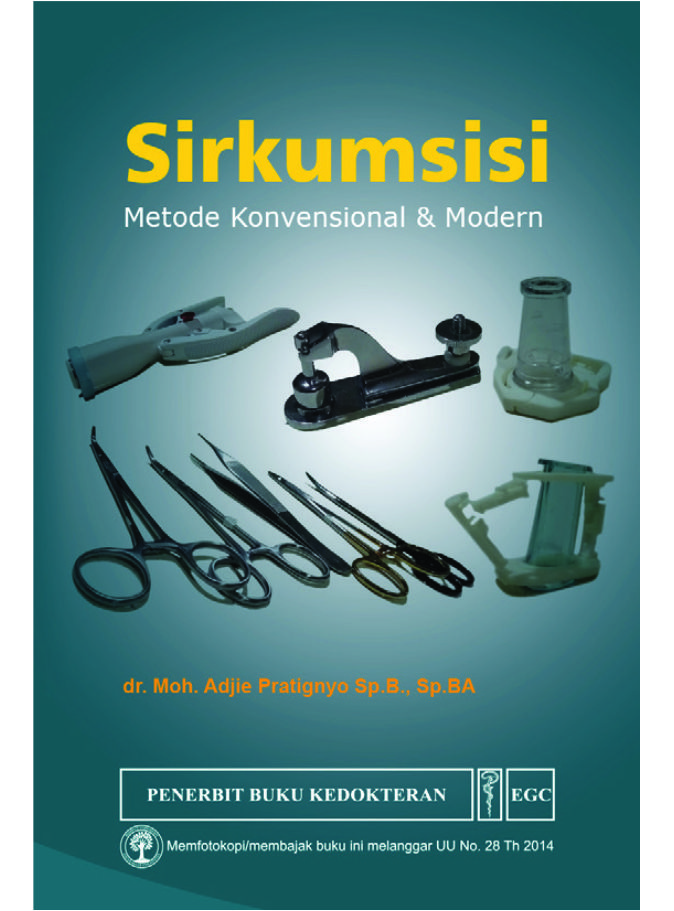 Sirkumsisi
Metode Konvensional & Modern
dr. Moh. Adjie Pratignyo Sp.B., Sp.BA
PENERBIT BUKU KEDOKTERAN EGC
Memfotokopi/membajak buku ini melanggar UU No. 28 Th 2014